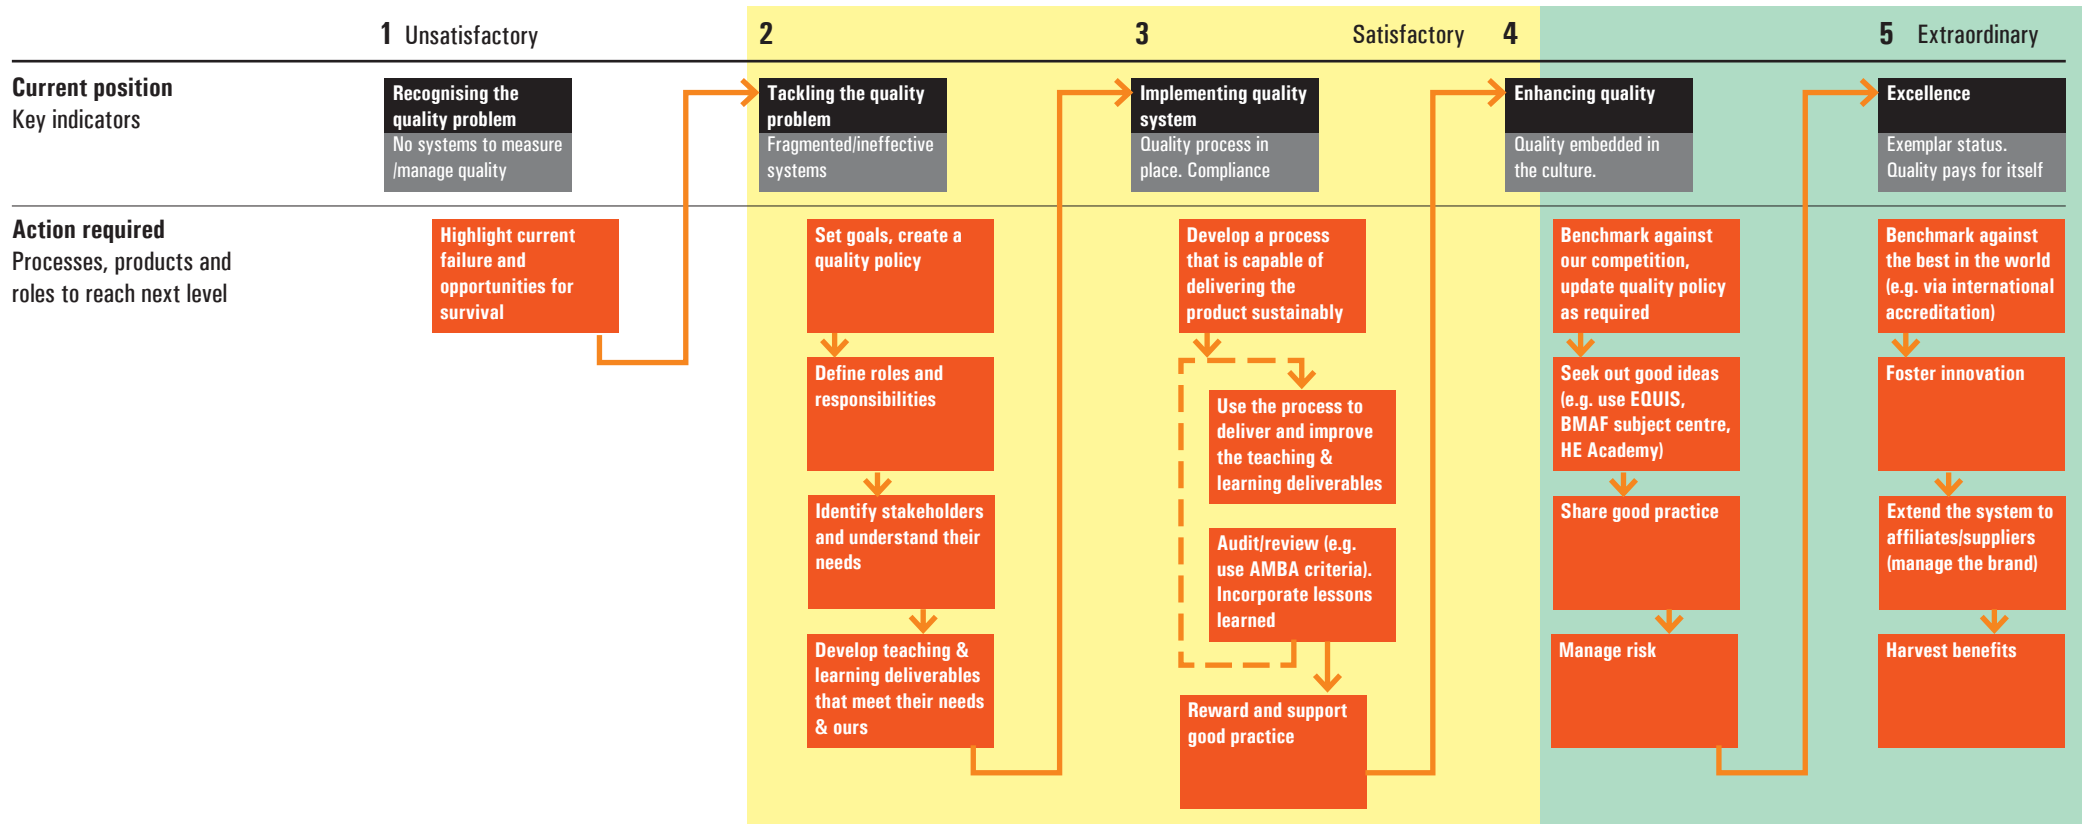 1 Unsatisfactory
2
3
Satisfactory 4
5 Extraordinary
Current position
Key indicators
Recognising the
quality problem
No systems to measure
/manage quality
Tackling the quality
problem
Fragmented/ineffective
systems
Implementing quality
system
Quality process in
place. Compliance
Enhancing quality
Quality embedded in
the culture.
Excellence
Exemplar status.
Quality pays for itself
Action required
Processes, products and
roles to reach next level
Highlight current
failure and
opportunities for
survival
Set goals, create a
quality policy
Define roles and
responsibilities
Identify stakeholders
and understand their
needs
Develop teaching &
learning deliverables
that meet their needs
& ours
Develop a process
that is capable of
delivering the
product sustainably
Use the process to
deliver and improve
the teaching &
learning deliverables
Audit/review (e.g.
use AMBA criteria).
Incorporate lessons
learned
Reward and support
good practice
Benchmark against
our competition,
update quality policy
as required
Seek out good ideas
(e.g. use EQUIS,
BMAF subject centre,
HE Academy)
Share good practice
Manage risk
Benchmark against
the best in the world
(e.g. via international
accreditation)
Foster innovation
Extend the system to
affiliates/suppliers
(manage the brand)
Harvest benefits